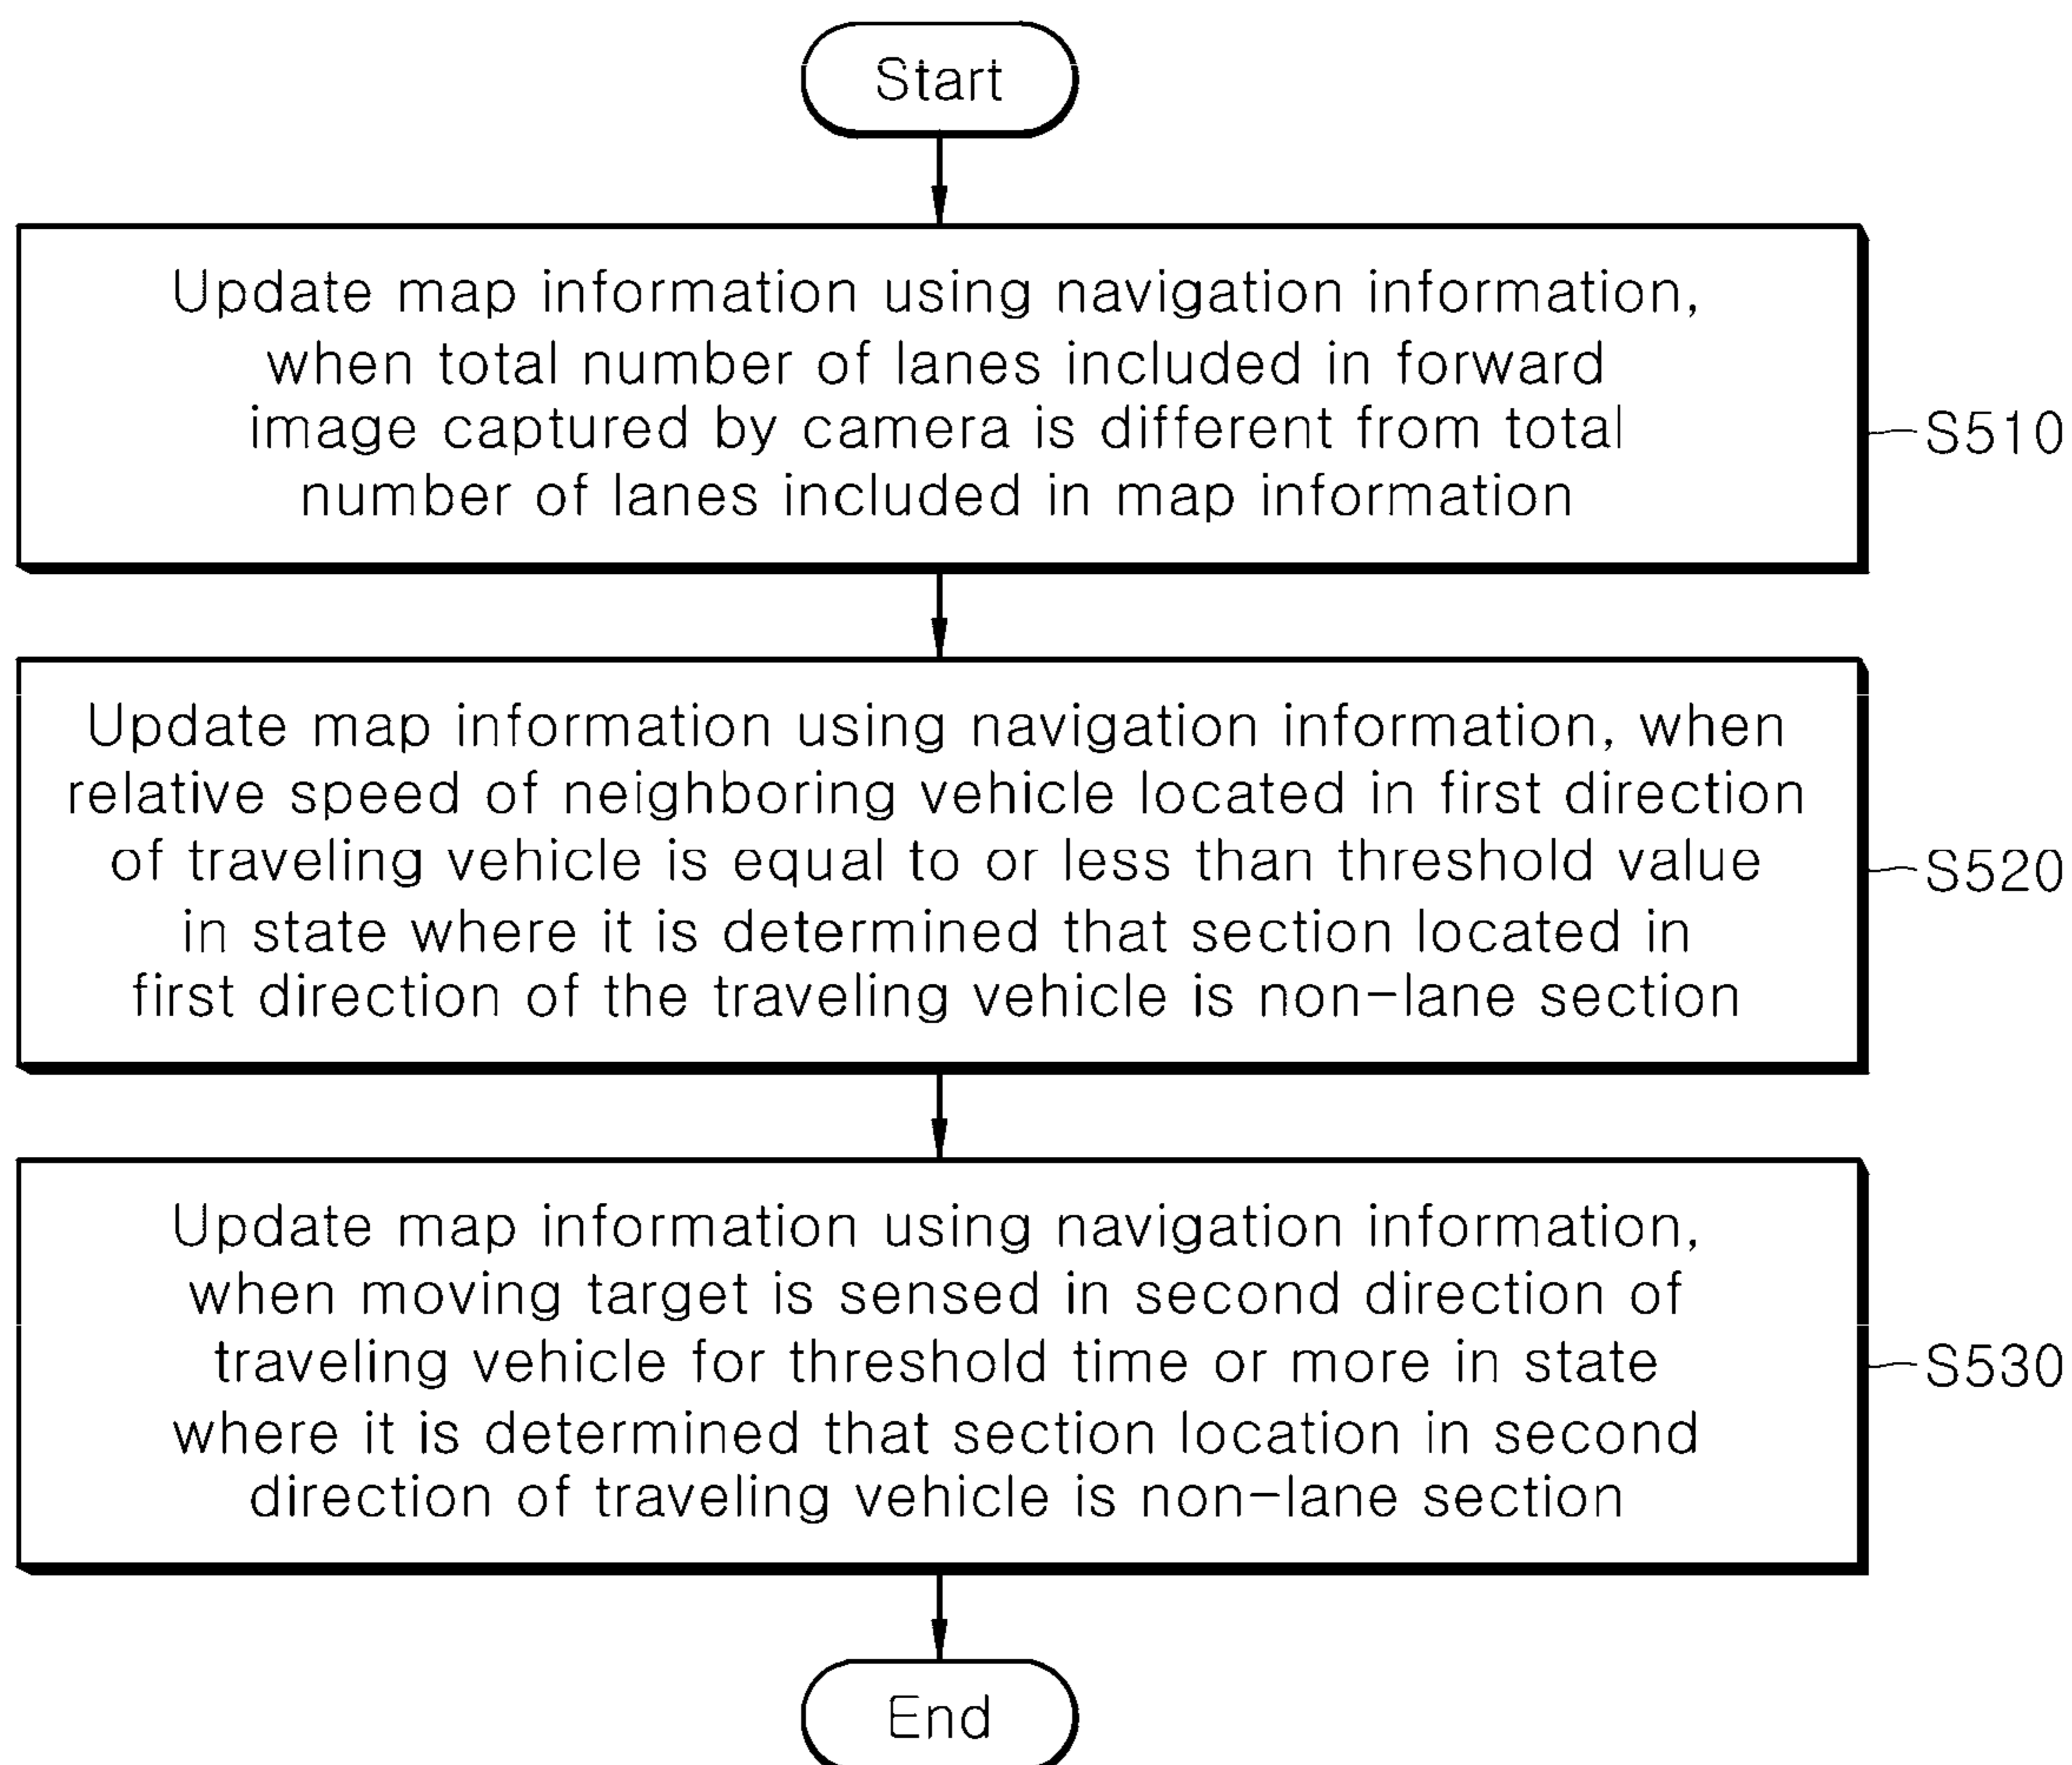 Start
Update map information using navigation information,
when total number of lanes included in forward
image captured by camera is different from total
number of lanes included in map information
S510
Update map information using navigation information, when
relative speed of neighboring vehicle located in first direction
of traveling vehicle is equal to or less than threshold value
in state where it is determined that section located in
first direction of the traveling vehicle is non-lane section
S520
Update map information using navigation information,
when moving target is sensed in second direction of
traveling vehicle for threshold time or more in state
where it is determined that section location in second
direction of traveling vehicle is non-lane section
S530
End